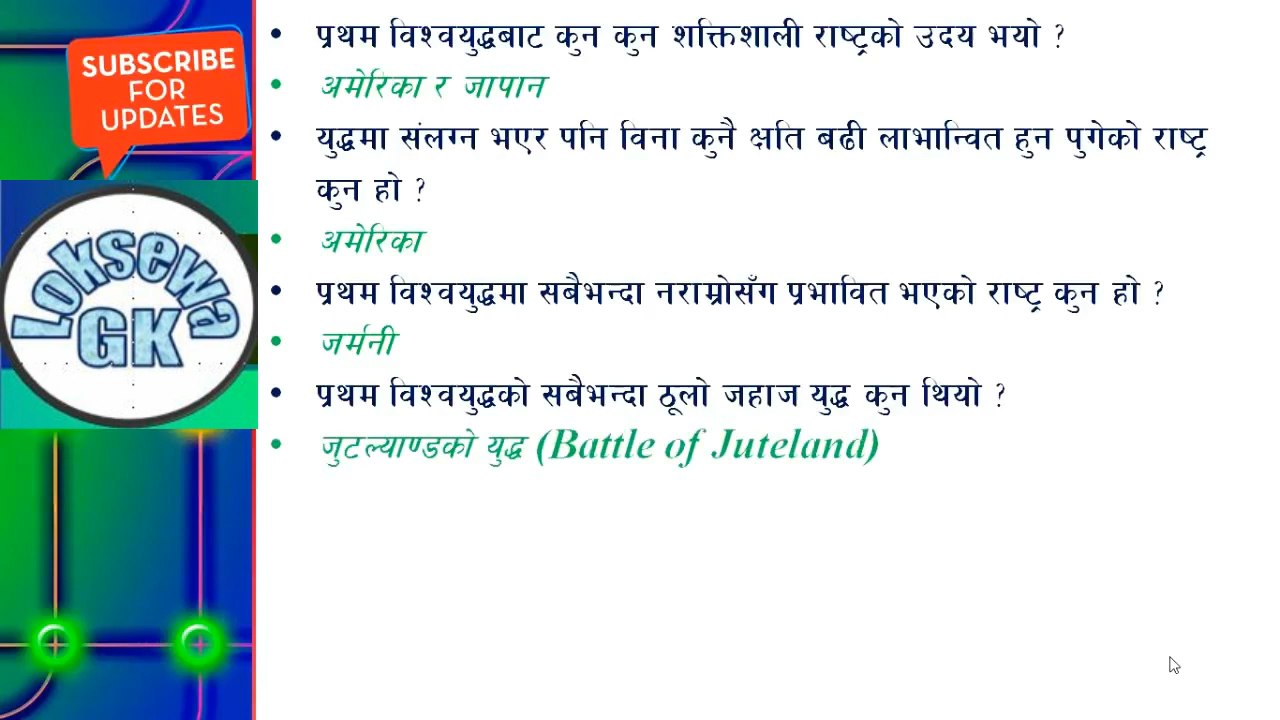 SUBSCRIBE
FOR
UPDATES
Loksewa
GK
• प्रथम विश्वयुद्धबाट कुन कुन शक्तिशाली राष्ट्रको उदय भयो ?
• अमेरिका र जापान
• युद्धमा संलग्न भएर पनि विना कुनै क्षति बढी लाभान्वित हुन पुगेको राष्ट्र
कुन हो ?
• अमेरिका
• प्रथम विश्वयुद्धमा सबैभन्दा नराम्रोसँग प्रभावित भएको राष्ट्र कुन हो ?
• जर्मनी
• प्रथम विश्वयुद्धको सबैभन्दा ठूलो जहाज युद्ध कुन थियो ?
• जुटल्याण्डको युद्ध (Battle of Juteland)